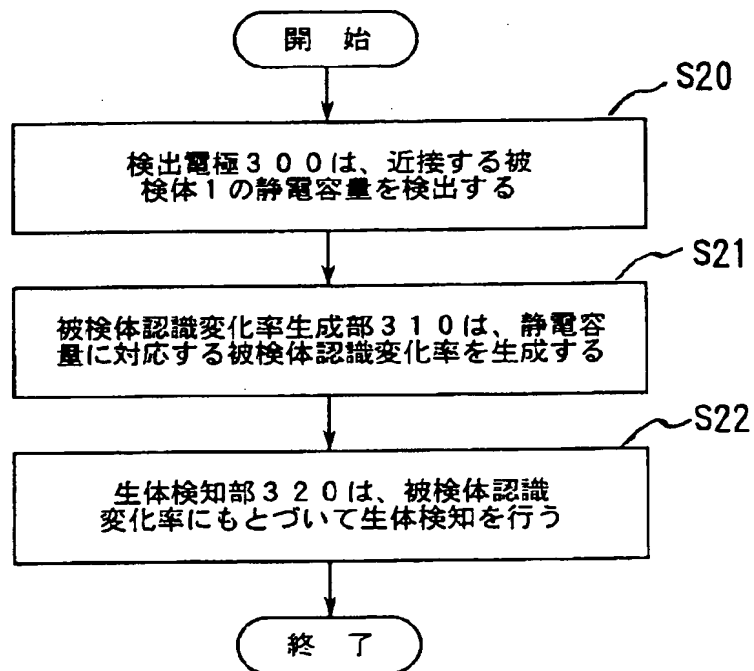 開　始
S20
検出電極３００は、近接する被
検体１の静電容量を検出する
S21
被検体認識変化率生成部３１０は、静電容
量に対応する被検体認識変化率を生成する
S22
生体検知部３２０は、被検体認識
変化率にもとづいて生体検知を行う
終　了